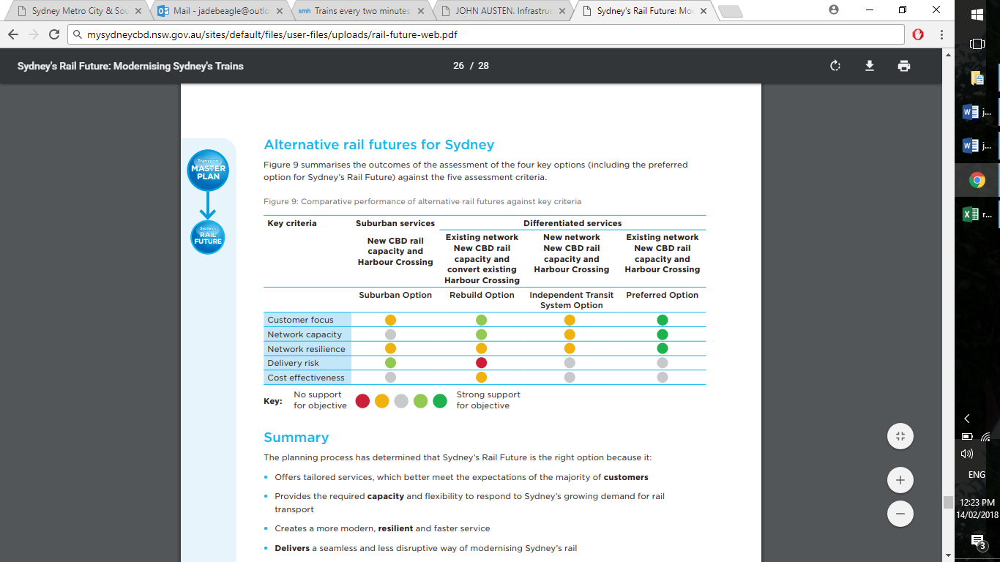 Sydney Metro City & Sou
Mail - jadebeagle@outlo
smh Trains every two minutes
JOHN AUSTEN. Infrastruc
Sydney's Rail Future: Mo
mysydneycbd.nsw.gov.au/sites/default/files/user-files/uploads/rail-future-web.pdf
Sydney's Rail Future: Modernising Sydney's Trains
26 / 28
Transport
MASTER
PLAN
Sydney's
RAIL
FUTURE
Alternative rail futures for Sydney
Figure 9 summarises the outcomes of the assessment of the four key options (including the preferred
option for Sydney's Rail Future) against the five assessment criteria.
Figure 9: Comparative performance of alternative rail futures against key criteria
Key criteria Suburban services Differentiated services
New CBD rail
capacity and
Harbour Crossing
Existing network
New CBD rail
capacity and
convert existing
Harbour Crossing
New network
New CBD rail
capacity and
Harbour Crossing
Existing network
New CBD rail
capacity and
Harbour Crossing
Suburban Option
Rebuild Option
Independent Transit
System Option
Preferred Option
Customer focus
Network capacity
Network resilience
Delivery risk
Cost effectiveness
Key:
No support
for objective
Strong support
for objective
Summary
The planning process has determined that Sydney's Rail Future is the right option because it:
• Offers tailored services, which better meet the expectations of the majority of customers
• Provides the required capacity and flexibility to respond to Sydney's growing demand for rail
transport
• Creates a more modern, resilient and faster service
• Delivers a seamless and less disruptive way of modernising Sydney's rail
j...
j...
r...
ENG
12:23 PM
14/02/2018
3